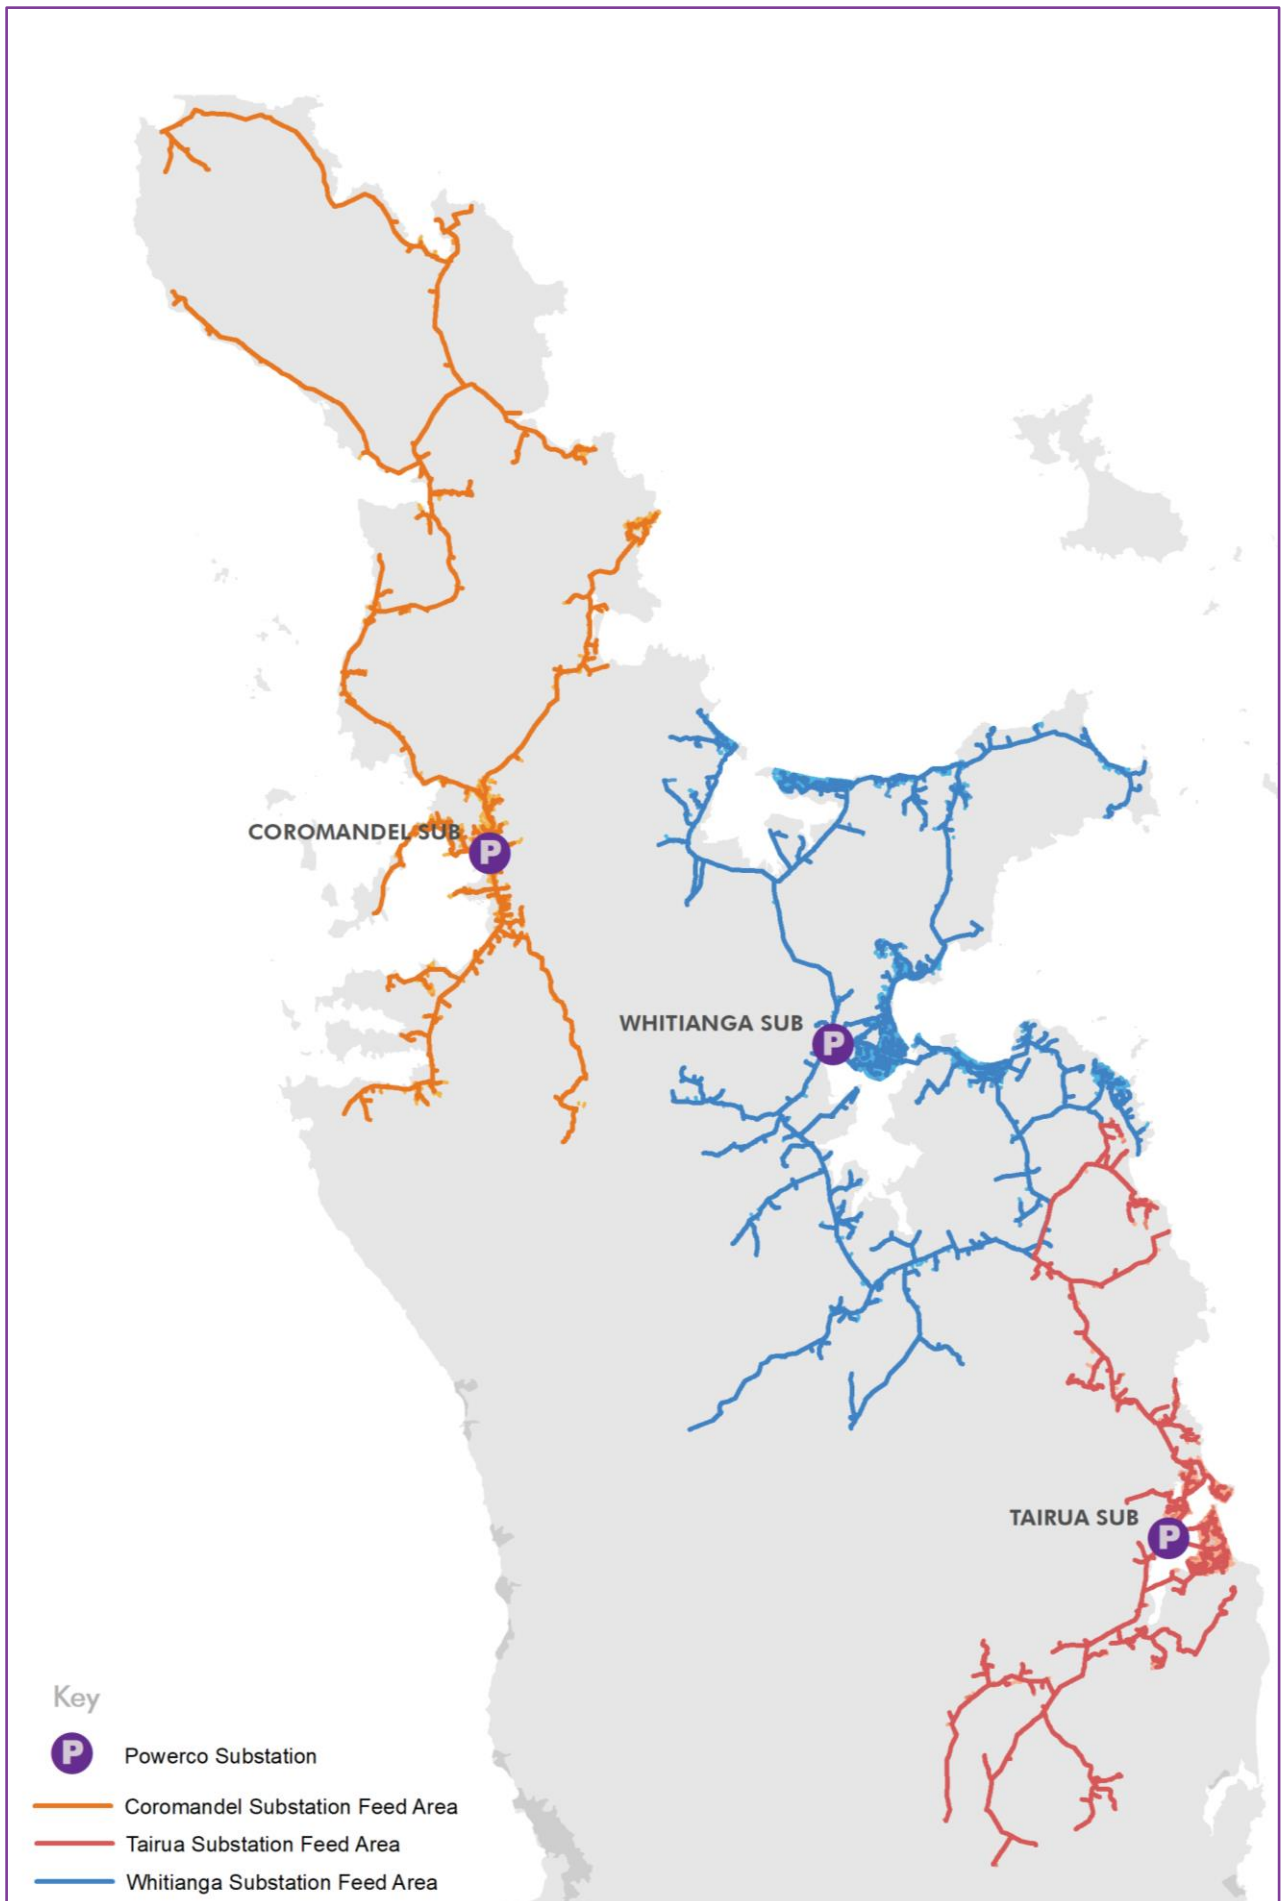 COROMANDEL SUB
P
WHITIANGA SUB
P
TAIRUA SUB
P
Key
P Powerco Substation
Coromandel Substation Feed Area
Tairua Substation Feed Area
Whitianga Substation Feed Area